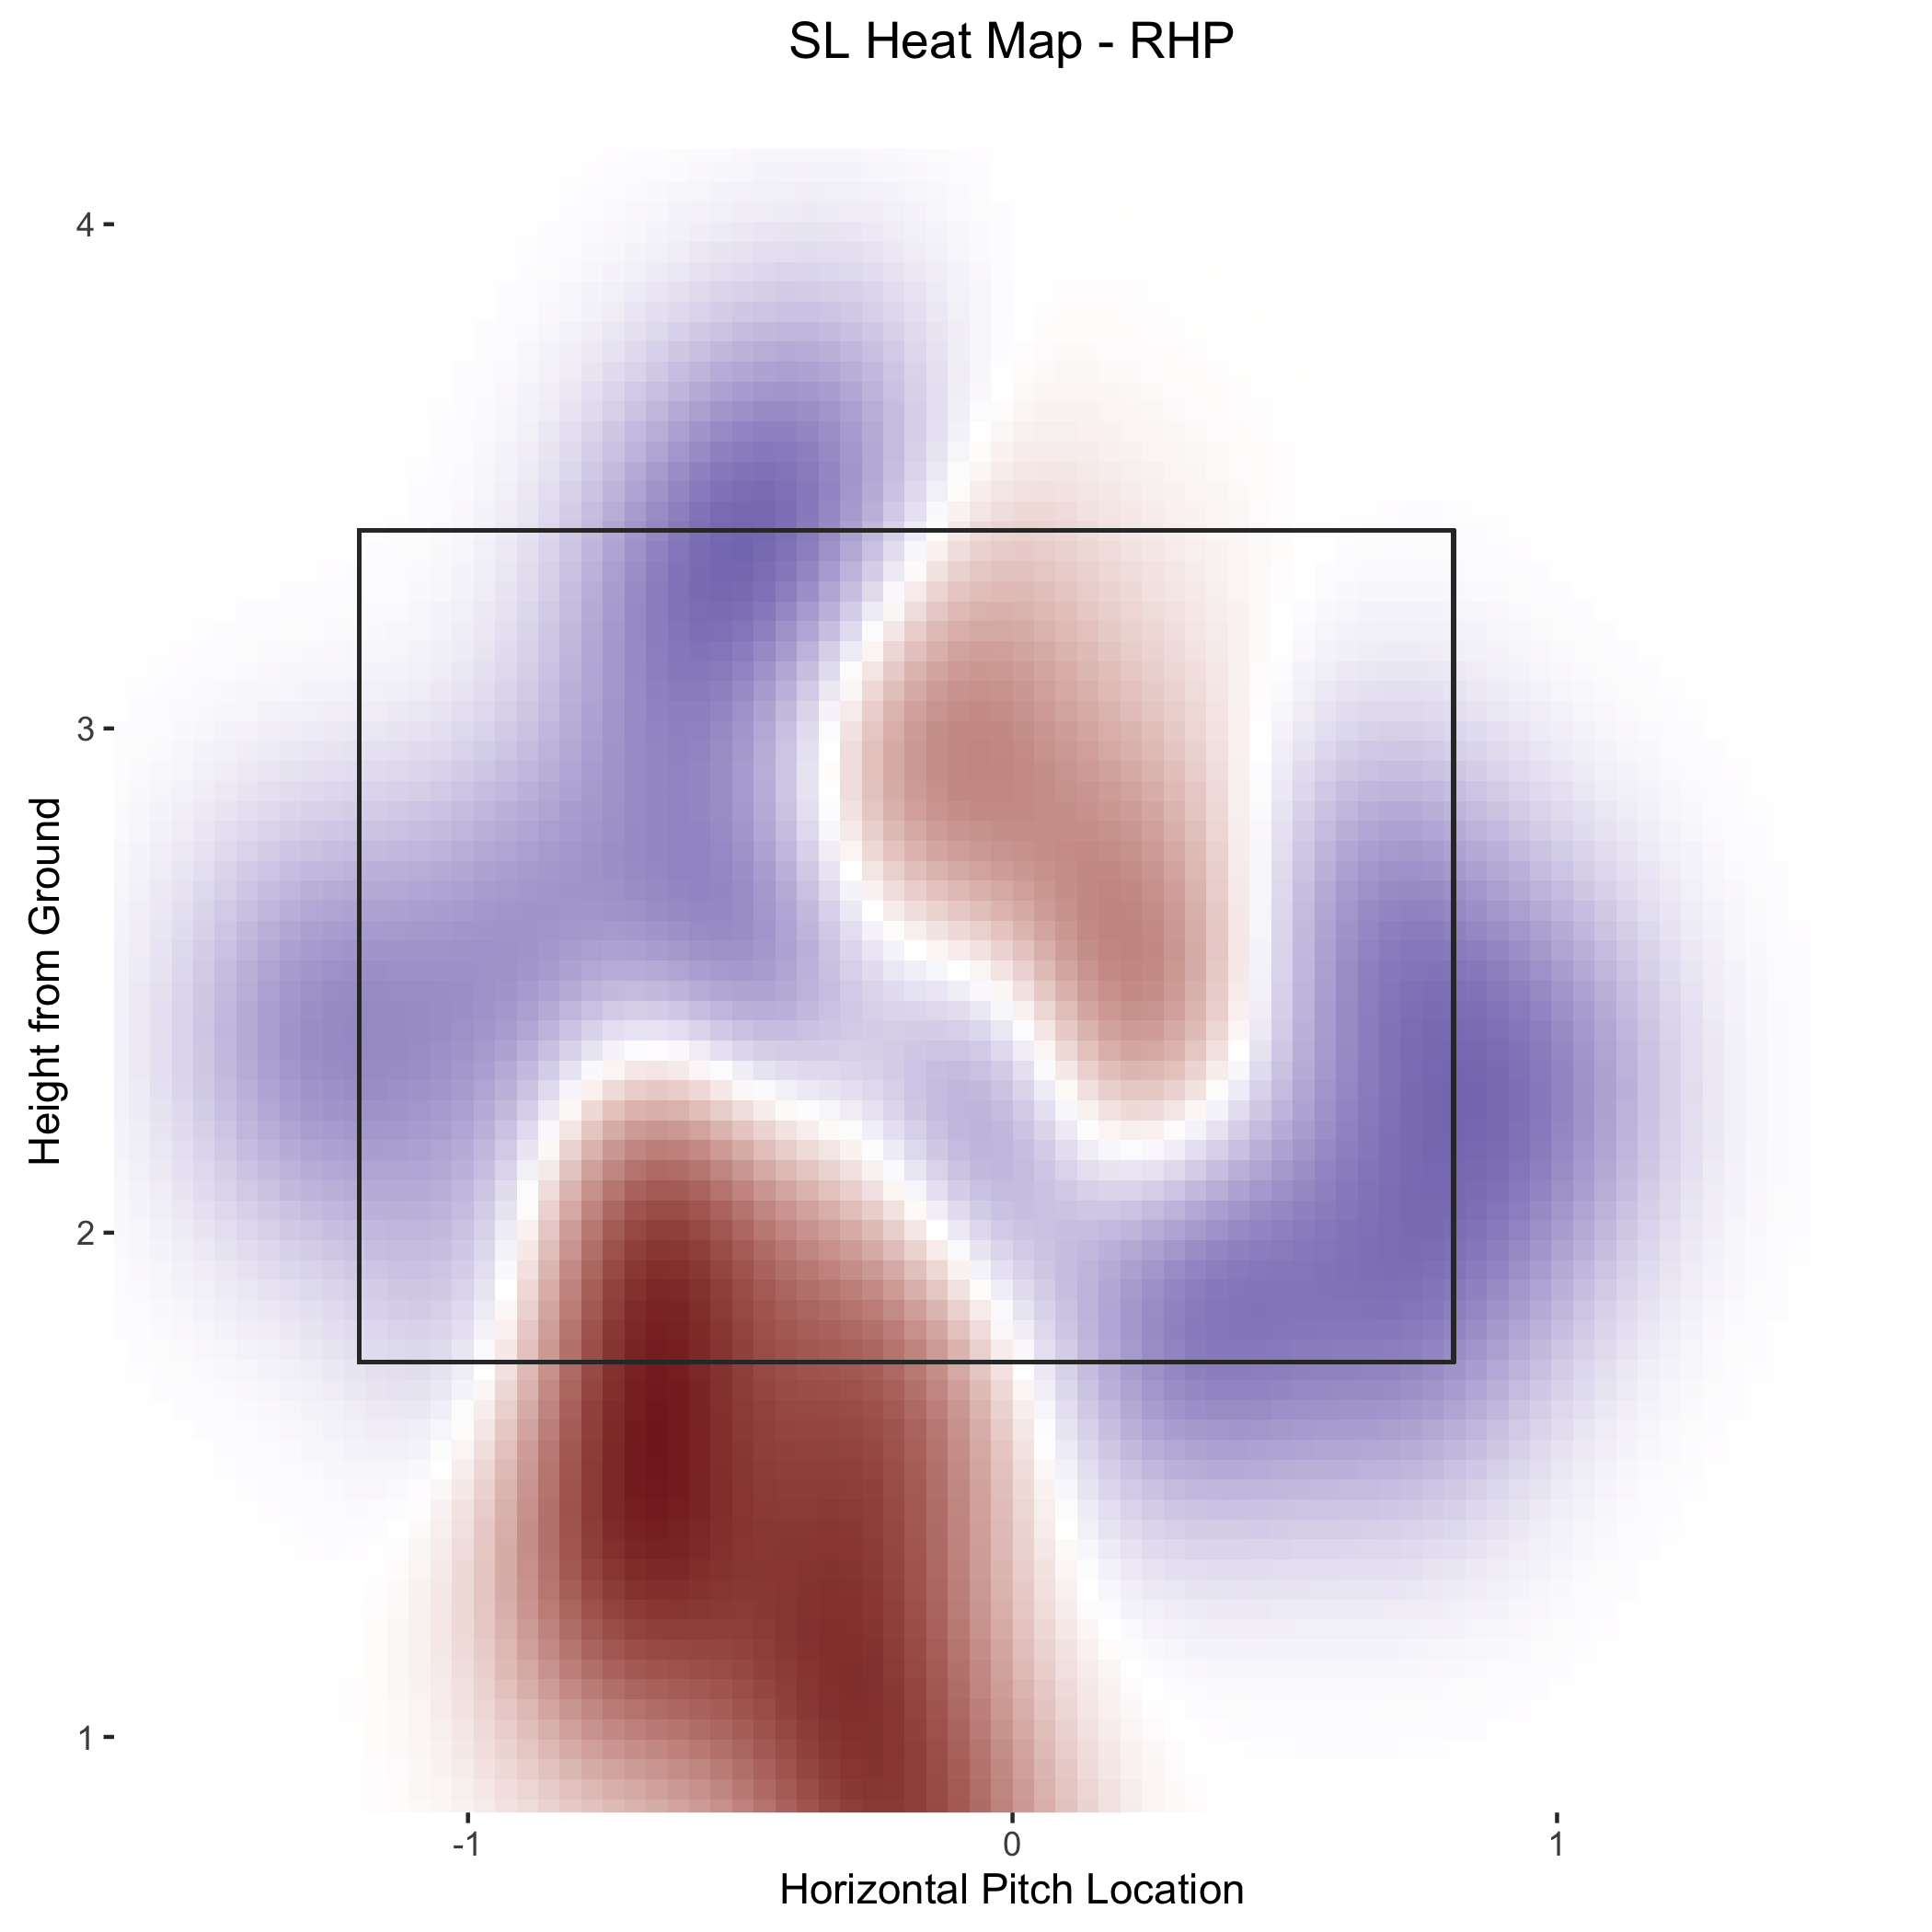 SL Heat Map - RHP
4
3
2
1
Height from Ground
-1 0 1
Horizontal Pitch Location